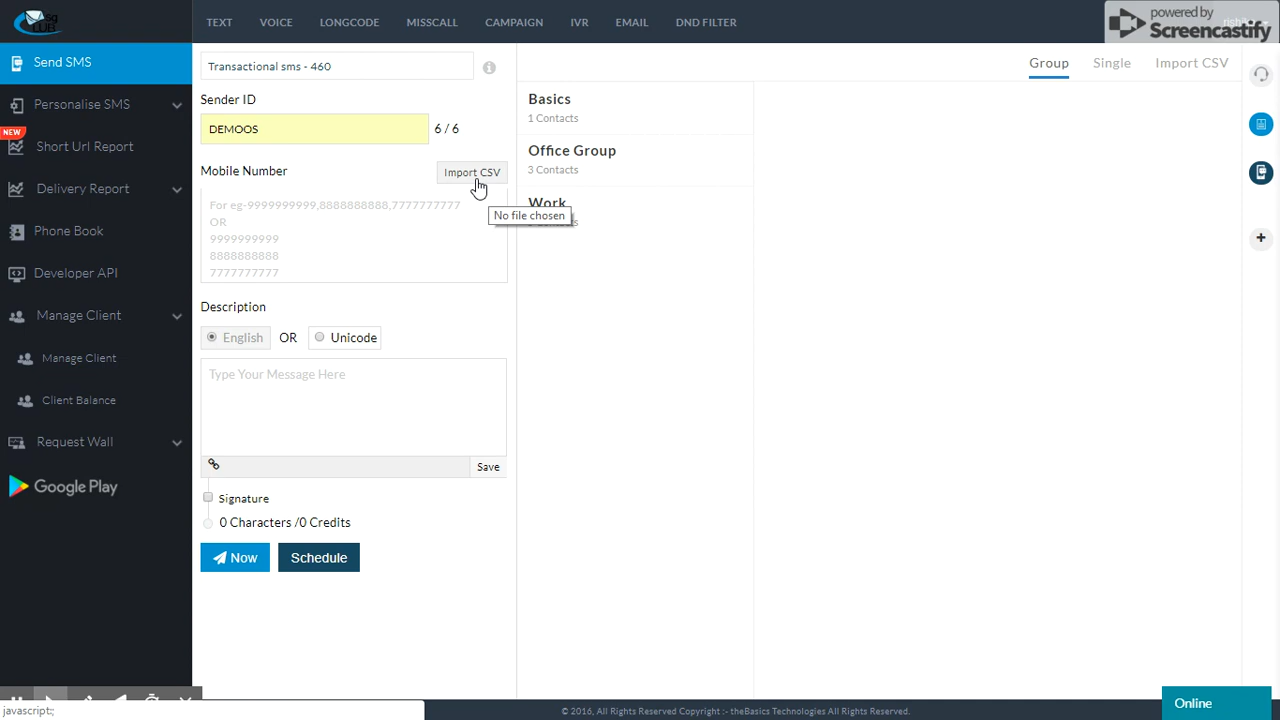 TEXT VOICE LONGCODE MISSCALL CAMPAIGN IVR EMAIL DND FILTER
powered by
Screencastify
Send SMS
Personalise SMS
NEW
Short Url Report
Delivery Report
Phone Book
Developer API
Manage Client
Manage Client
Client Balance
Request Wall
Google Play
Transactional sms - 460
Sender ID
DEMOOS 6 / 6
Mobile Number Import CSV
No file chosen
For eg-9999999999,8888888888,7777777777
OR
9999999999
8888888888
7777777777
Description
English OR Unicode
Type Your Message Here
Save
Signature
0 Characters /0 Credits
Now Schedule
Group Single Import CSV
Basics
1 Contacts
Office Group
3 Contacts
Work
javascript:;
© 2016, All Rights Reserved Copyright :- theBasics Technologies All Rights Reserved.
Online